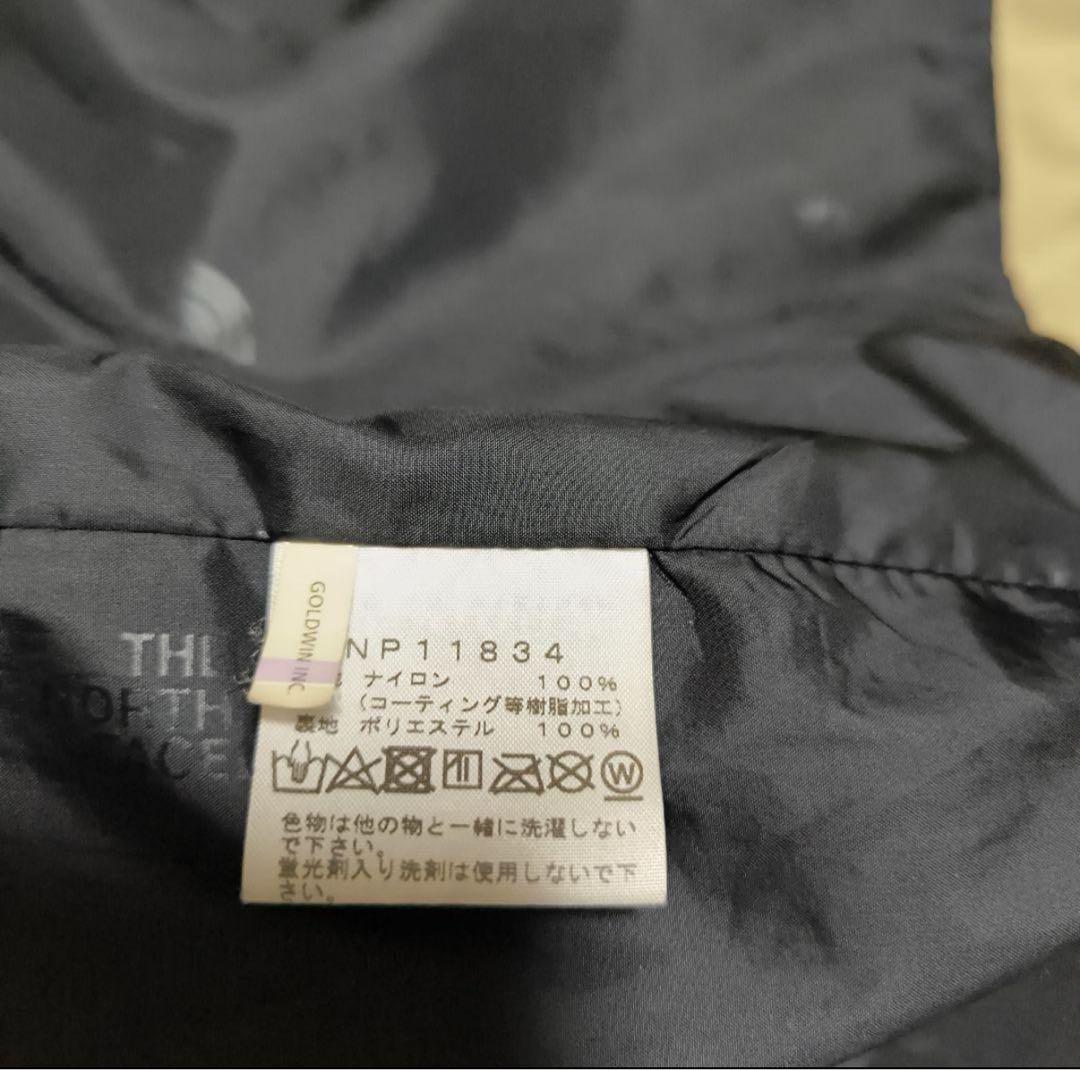 GOLDWIN INC
NP11834
ナイロン 100%
(コーティング等樹脂加工)
裏地 ポリエステル 100%
W
色物は他の物と一緒に洗濯しない
で下さい。
蛍光剤入り洗剤は使用しないで下
さい。
THE
NORTH
FACE